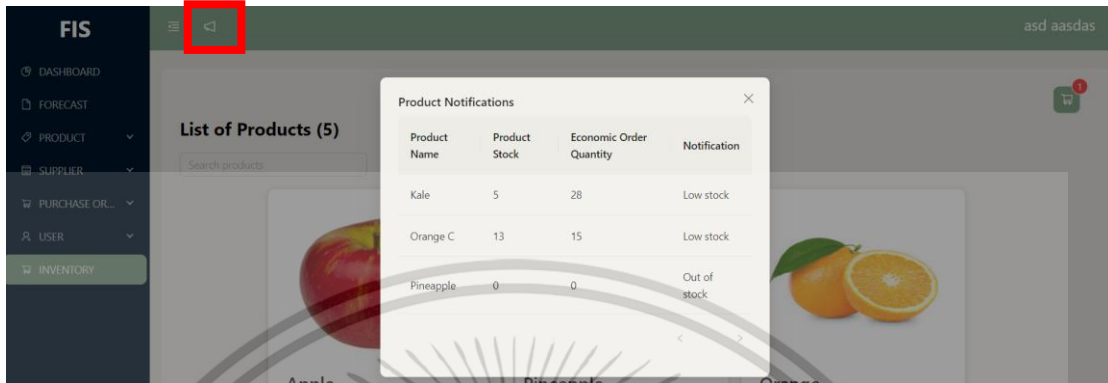 FIS
asd aasdas
DASHBOARD
FORECAST
PRODUCT
SUPPLIER
PURCHASE OR...
USER
INVENTORY
1
List of Products (5)
Search products
Product Notifications
Product Name Product Stock Economic Order Quantity Notification
Kale 5 28 Low stock
Orange C 13 15 Low stock
Pineapple 0 0 Out of stock
Apple Pineapple Orange